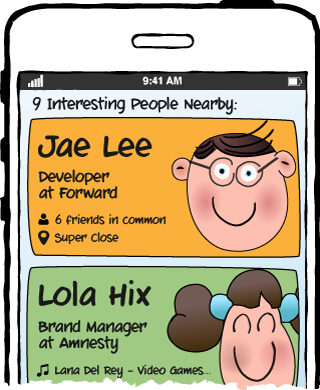 9:41 AM
9 Interesting People Nearby:
Jae Lee
Developer
at Forward
6 friends in common
Super Close
Lola Hix
Brand Manager
at Amnesty
Lana Del Rey – Video Games...